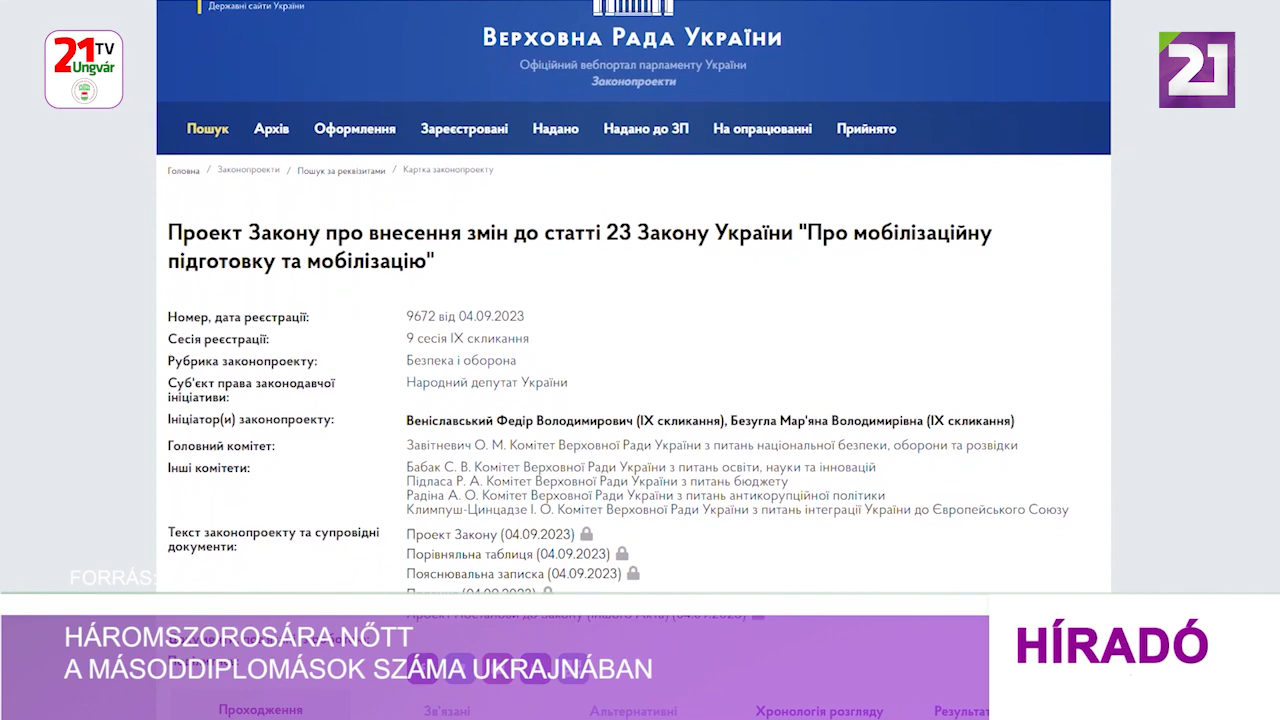 Державні сайти України
21 TV
Ungvár
21
ВЕРХОВНА РАДА УКРАЇНИ
Офіційний вебпортал парламенту України
Законопроекти
Пошук Архів Оформлення Зареєстровані Надано Надано до ЗП На опрацюванні Прийнято
Головна / Законопроекти / Пошук за реквізитами / Картка законопроекту
Проект Закону про внесення змін до статті 23 Закону України "Про мобілізаційну
підготовку та мобілізацію"
Номер, дата реєстрації: 9672 від 04.09.2023
Сесія реєстрації: 9 сесія IX скликання
Рубрика законопроекту: Безпека і оборона
Суб'єкт права законодавчої Народний депутат України
ініціативи:
Ініціатор(и) законопроекту: Веніславський Федір Володимирович (IX скликання), Безугла Мар'яна Володимирівна (IX скликання)
Головний комітет: Завітневич О. М. Комітет Верховної Ради України з питань національної безпеки, оборони та розвідки
Інші комітети: Бабак С. В. Комітет Верховної Ради України з питань освіти, науки та інновацій
Підласа Р. А. Комітет Верховної Ради України з питань бюджету
Радіна А. О. Комітет Верховної Ради України з питань антикорупційної політики
Климпуш-Цинцадзе І. О. Комітет Верховної Ради України з питань інтеграції України до Європейського Союзу
Текст законопроекту та супровідні Проект Закону (04.09.2023)
документи: Порівняльна таблиця (04.09.2023)
Пояснювальна записка (04.09.2023)
FORRÁS:
HÁROMSZOROSÁRA NŐTT
A MÁSODDIPLOMÁSOK SZÁMA UKRAJNÁBAN
HÍRADÓ
Проходження Зв'язані Альтернативні Хронологія розгляду